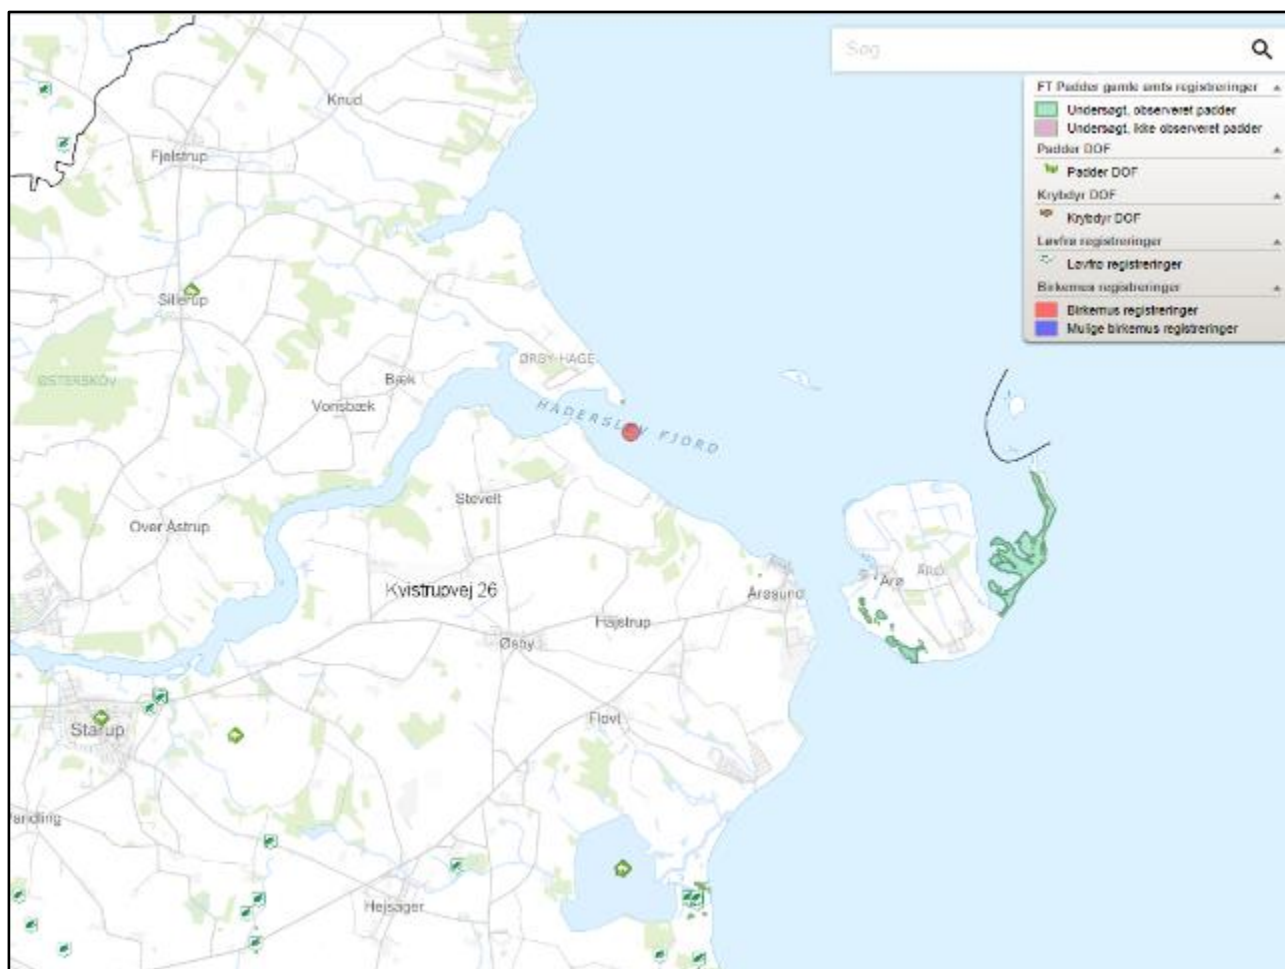 Søg
FT Padder gamle amts registreringer
Undersøgt, observeret padder
Undersøgt, ikke observeret padder
Padder DOF
Padder DOF
Krybdyr DOF
Krybdyr DOF
Løvfrø registreringer
Løvfrø registreringer
Birkemus registreringer
Birkemus registreringer
Mulige birkemus registreringer
Knud
Fjelstrup
Sillerup
ØSTERSKOV
ØRBY HAGE
Bæk
Vonsbæk
HADERSLEV FJORD
Stevelt
Over Åstrup
Kvistrupvej 26
Årø
ÅRØ
Årøsund
Hajstrup
Øsby
Flovt
Starup
Hejsager